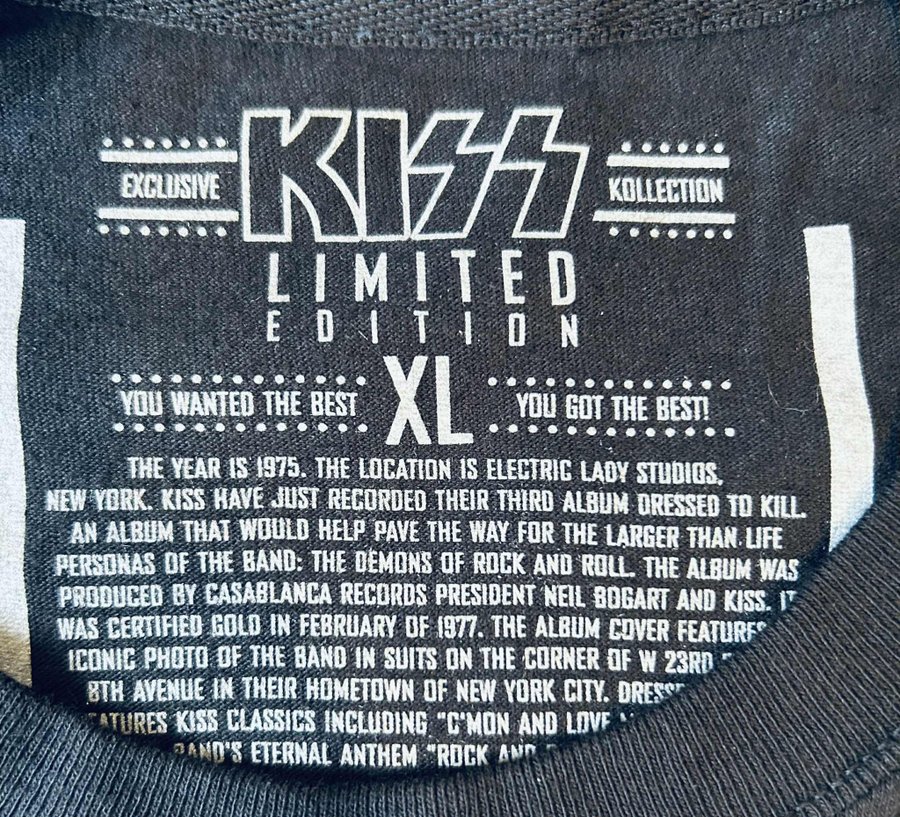 EXCLUSIVE KISS KOLLECTION
LIMITED
EDITION
YOU WANTED THE BEST XL YOU GOT THE BEST!
THE YEAR IS 1975. THE LOCATION IS ELECTRIC LADY STUDIOS,
NEW YORK. KISS HAVE JUST RECORDED THEIR THIRD ALBUM DRESSED TO KILL.
AN ALBUM THAT WOULD HELP PAVE THE WAY FOR THE LARGER THAN LIFE
PERSONAS OF THE BAND: THE DEMONS OF ROCK AND ROLL. THE ALBUM WAS
PRODUCED BY CASABLANCA RECORDS PRESIDENT NEIL BOGART AND KISS. IT
WAS CERTIFIED GOLD IN FEBRUARY OF 1977. THE ALBUM COVER FEATURES
ICONIC PHOTO OF THE BAND IN SUITS ON THE CORNER OF W 23RD
8TH AVENUE IN THEIR HOMETOWN OF NEW YORK CITY.
FEATURES KISS CLASSICS INCLUDING "C'MON AND LOVE
BAND'S ETERNAL ANTHEM "ROCK AND